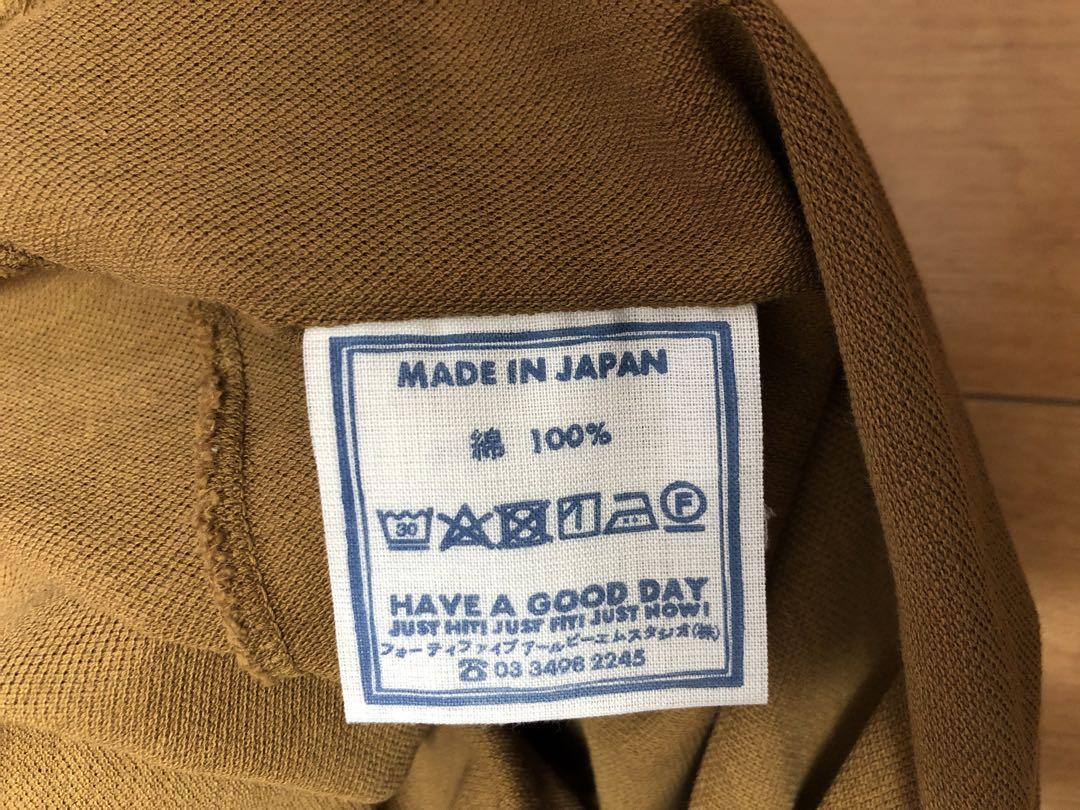 MADE IN JAPAN
綿 100%
30 1 F
HAVE A GOOD DAY
JUST HIT! JUST FIT! JUST NOW!
フォーティファイブアールピーエムスタジオ(株)
☎ 03 3498 2245